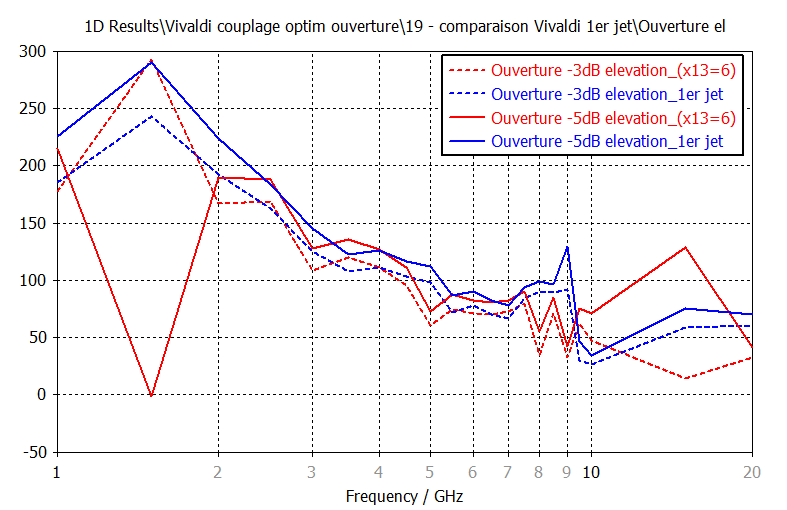 1D Results\Vivaldi couplage optim ouverture\19 - comparaison Vivaldi 1er jet\Ouverture el
300
Ouverture -3dB elevation_(x13=6)
Ouverture -3dB elevation_1er jet
250
Ouverture -5dB elevation_(x13=6)
Ouverture -5dB elevation_1er jet
200
150
100
50
0
-50
1 2 3 4 5 6 7 8 9 10 20
Frequency / GHz